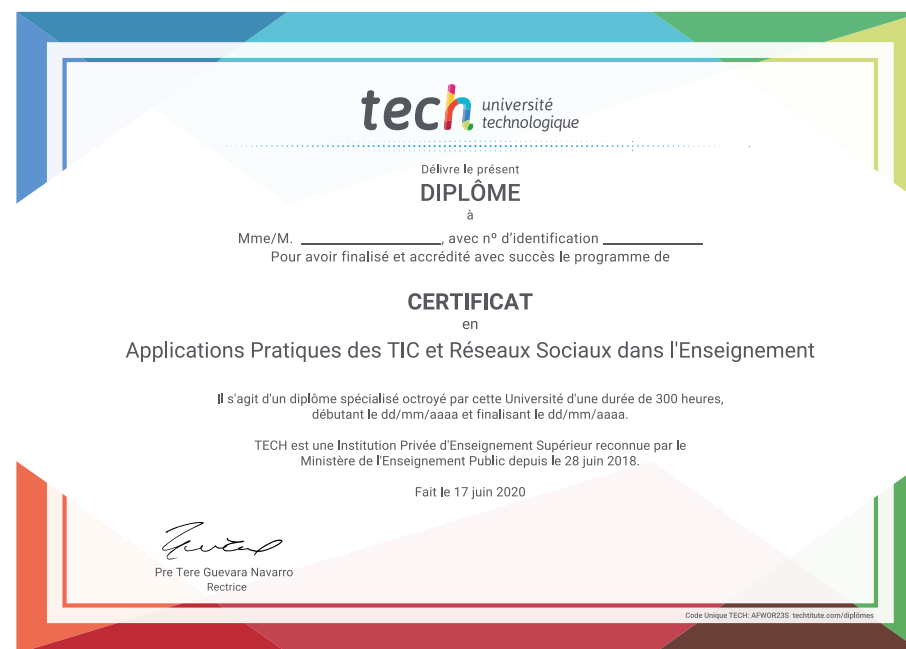 tech université
technologique
Délivre le présent
DIPLÔME
à
Mme/M. ____________________, avec nº d'identification ______________
Pour avoir finalisé et accrédité avec succès le programme de
CERTIFICAT
en
Applications Pratiques des TIC et Réseaux Sociaux dans l'Enseignement
Il s'agit d'un diplôme spécialisé octroyé par cette Université d'une durée de 300 heures,
débutant le dd/mm/aaaa et finalisant le dd/mm/aaaa.
TECH est une Institution Privée d'Enseignement Supérieur reconnue par le
Ministère de l'Enseignement Public depuis le 28 juin 2018.
Fait le 17 juin 2020
Pre Tere Guevara Navarro
Rectrice
Code Unique TECH: AFWOR23S techtitute.com/diplômes